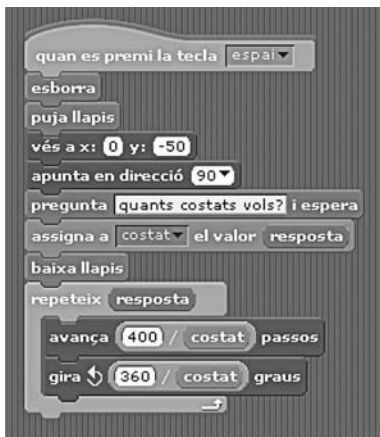 quan es premi la tecla espai
esborra
puja llapis
vés a x: 0 y: -50
apunta en direcció 90
pregunta quants costats vols? i espera
assigna a costat el valor resposta
baixa llapis
repeteix resposta
avança 400 / costat passos
gira 360 / costat graus